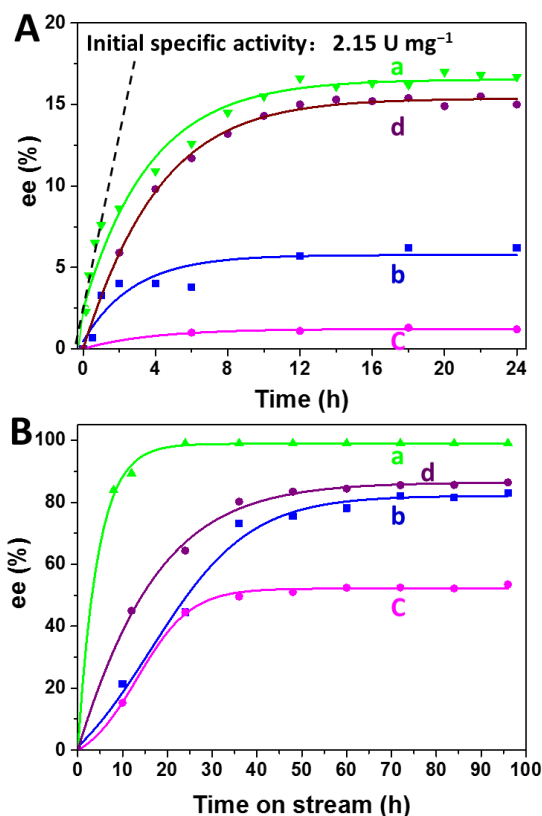 A
Initial specific activity: 2.15 U mg⁻¹
a
d
b
C
ee (%)
20
15
10
5
0
0 4 8 12 16 20 24
Time (h)
B
a
d
b
C
ee (%)
100
80
60
40
20
0
0 10 20 30 40 50 60 70 80 90 100
Time on stream (h)